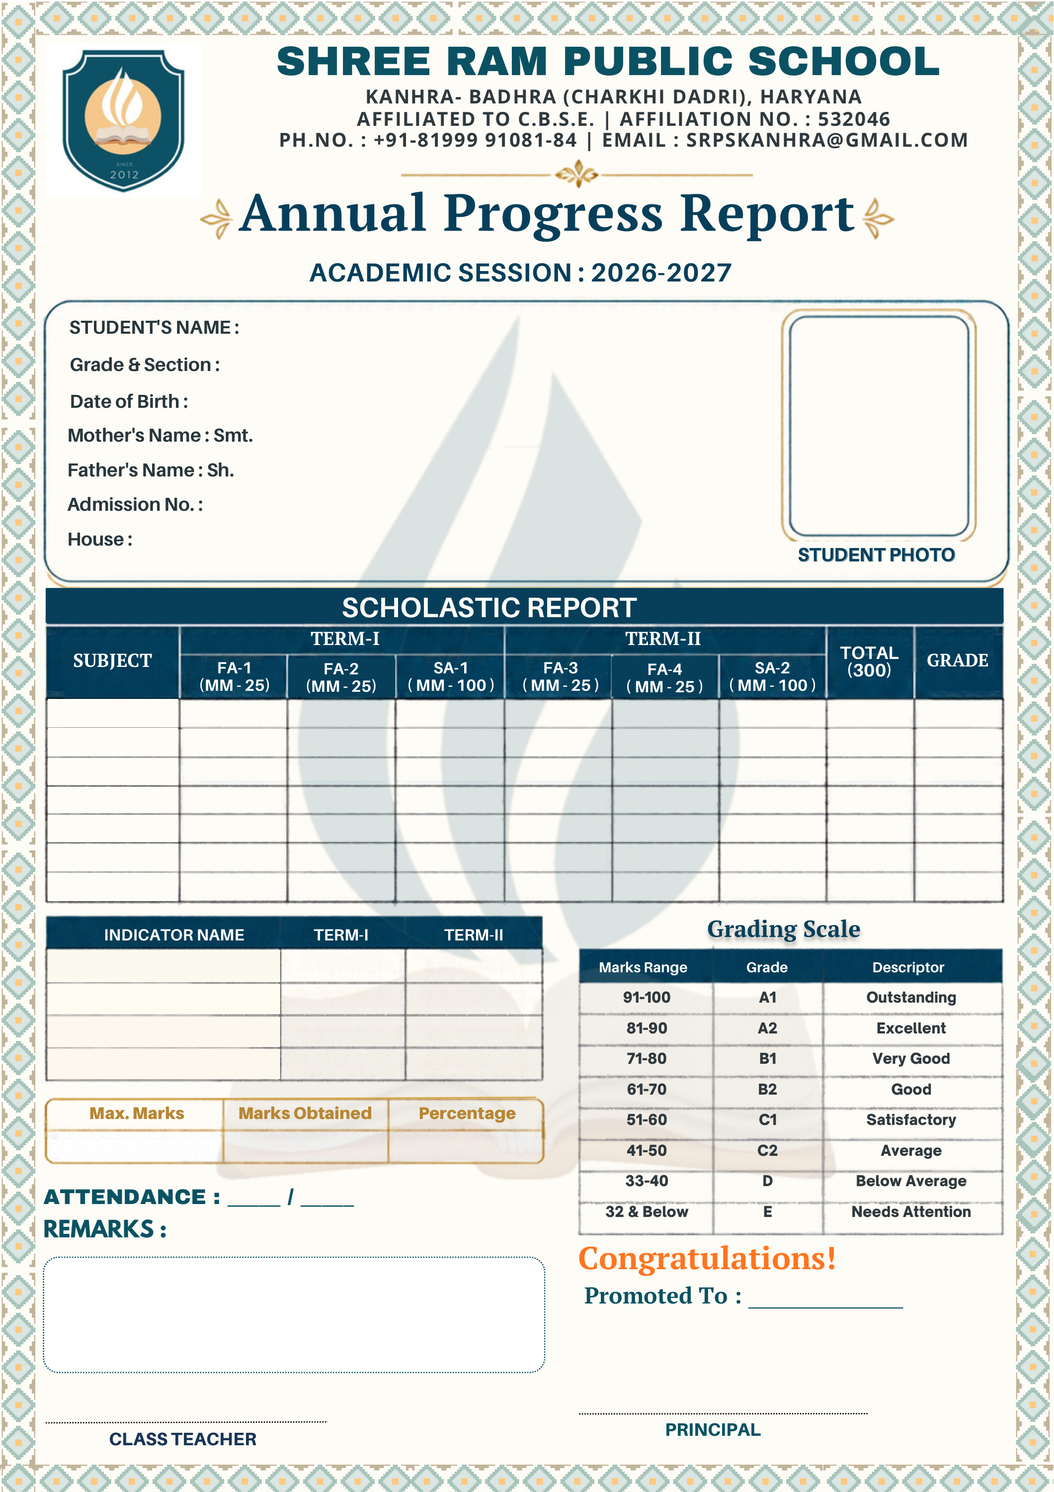 SINCE
2012
SHREE RAM PUBLIC SCHOOL
KANHRA- BADHRA (CHARKHI DADRI), HARYANA
AFFILIATED TO C.B.S.E. | AFFILIATION NO. : 532046
PH.NO. : +91-81999 91081-84 | EMAIL : SRPSKANHRA@GMAIL.COM
Annual Progress Report
ACADEMIC SESSION : 2026-2027
STUDENT'S NAME :
Grade & Section :
Date of Birth :
Mother's Name : Smt.
Father's Name : Sh.
Admission No. :
House :
STUDENT PHOTO
SCHOLASTIC REPORT
SUBJECT TERM-I TERM-II TOTAL (300) GRADE
FA-1 (MM - 25) FA-2 (MM - 25) SA-1 ( MM - 100 ) FA-3 ( MM - 25 ) FA-4 ( MM - 25 ) SA-2 ( MM - 100 )
INDICATOR NAME TERM-I TERM-II
Max. Marks Marks Obtained Percentage
ATTENDANCE : _____ / _____
REMARKS :
CLASS TEACHER
Grading Scale
Marks Range Grade Descriptor
91-100 A1 Outstanding
81-90 A2 Excellent
71-80 B1 Very Good
61-70 B2 Good
51-60 C1 Satisfactory
41-50 C2 Average
33-40 D Below Average
32 & Below E Needs Attention
Congratulations!
Promoted To : _____________
PRINCIPAL